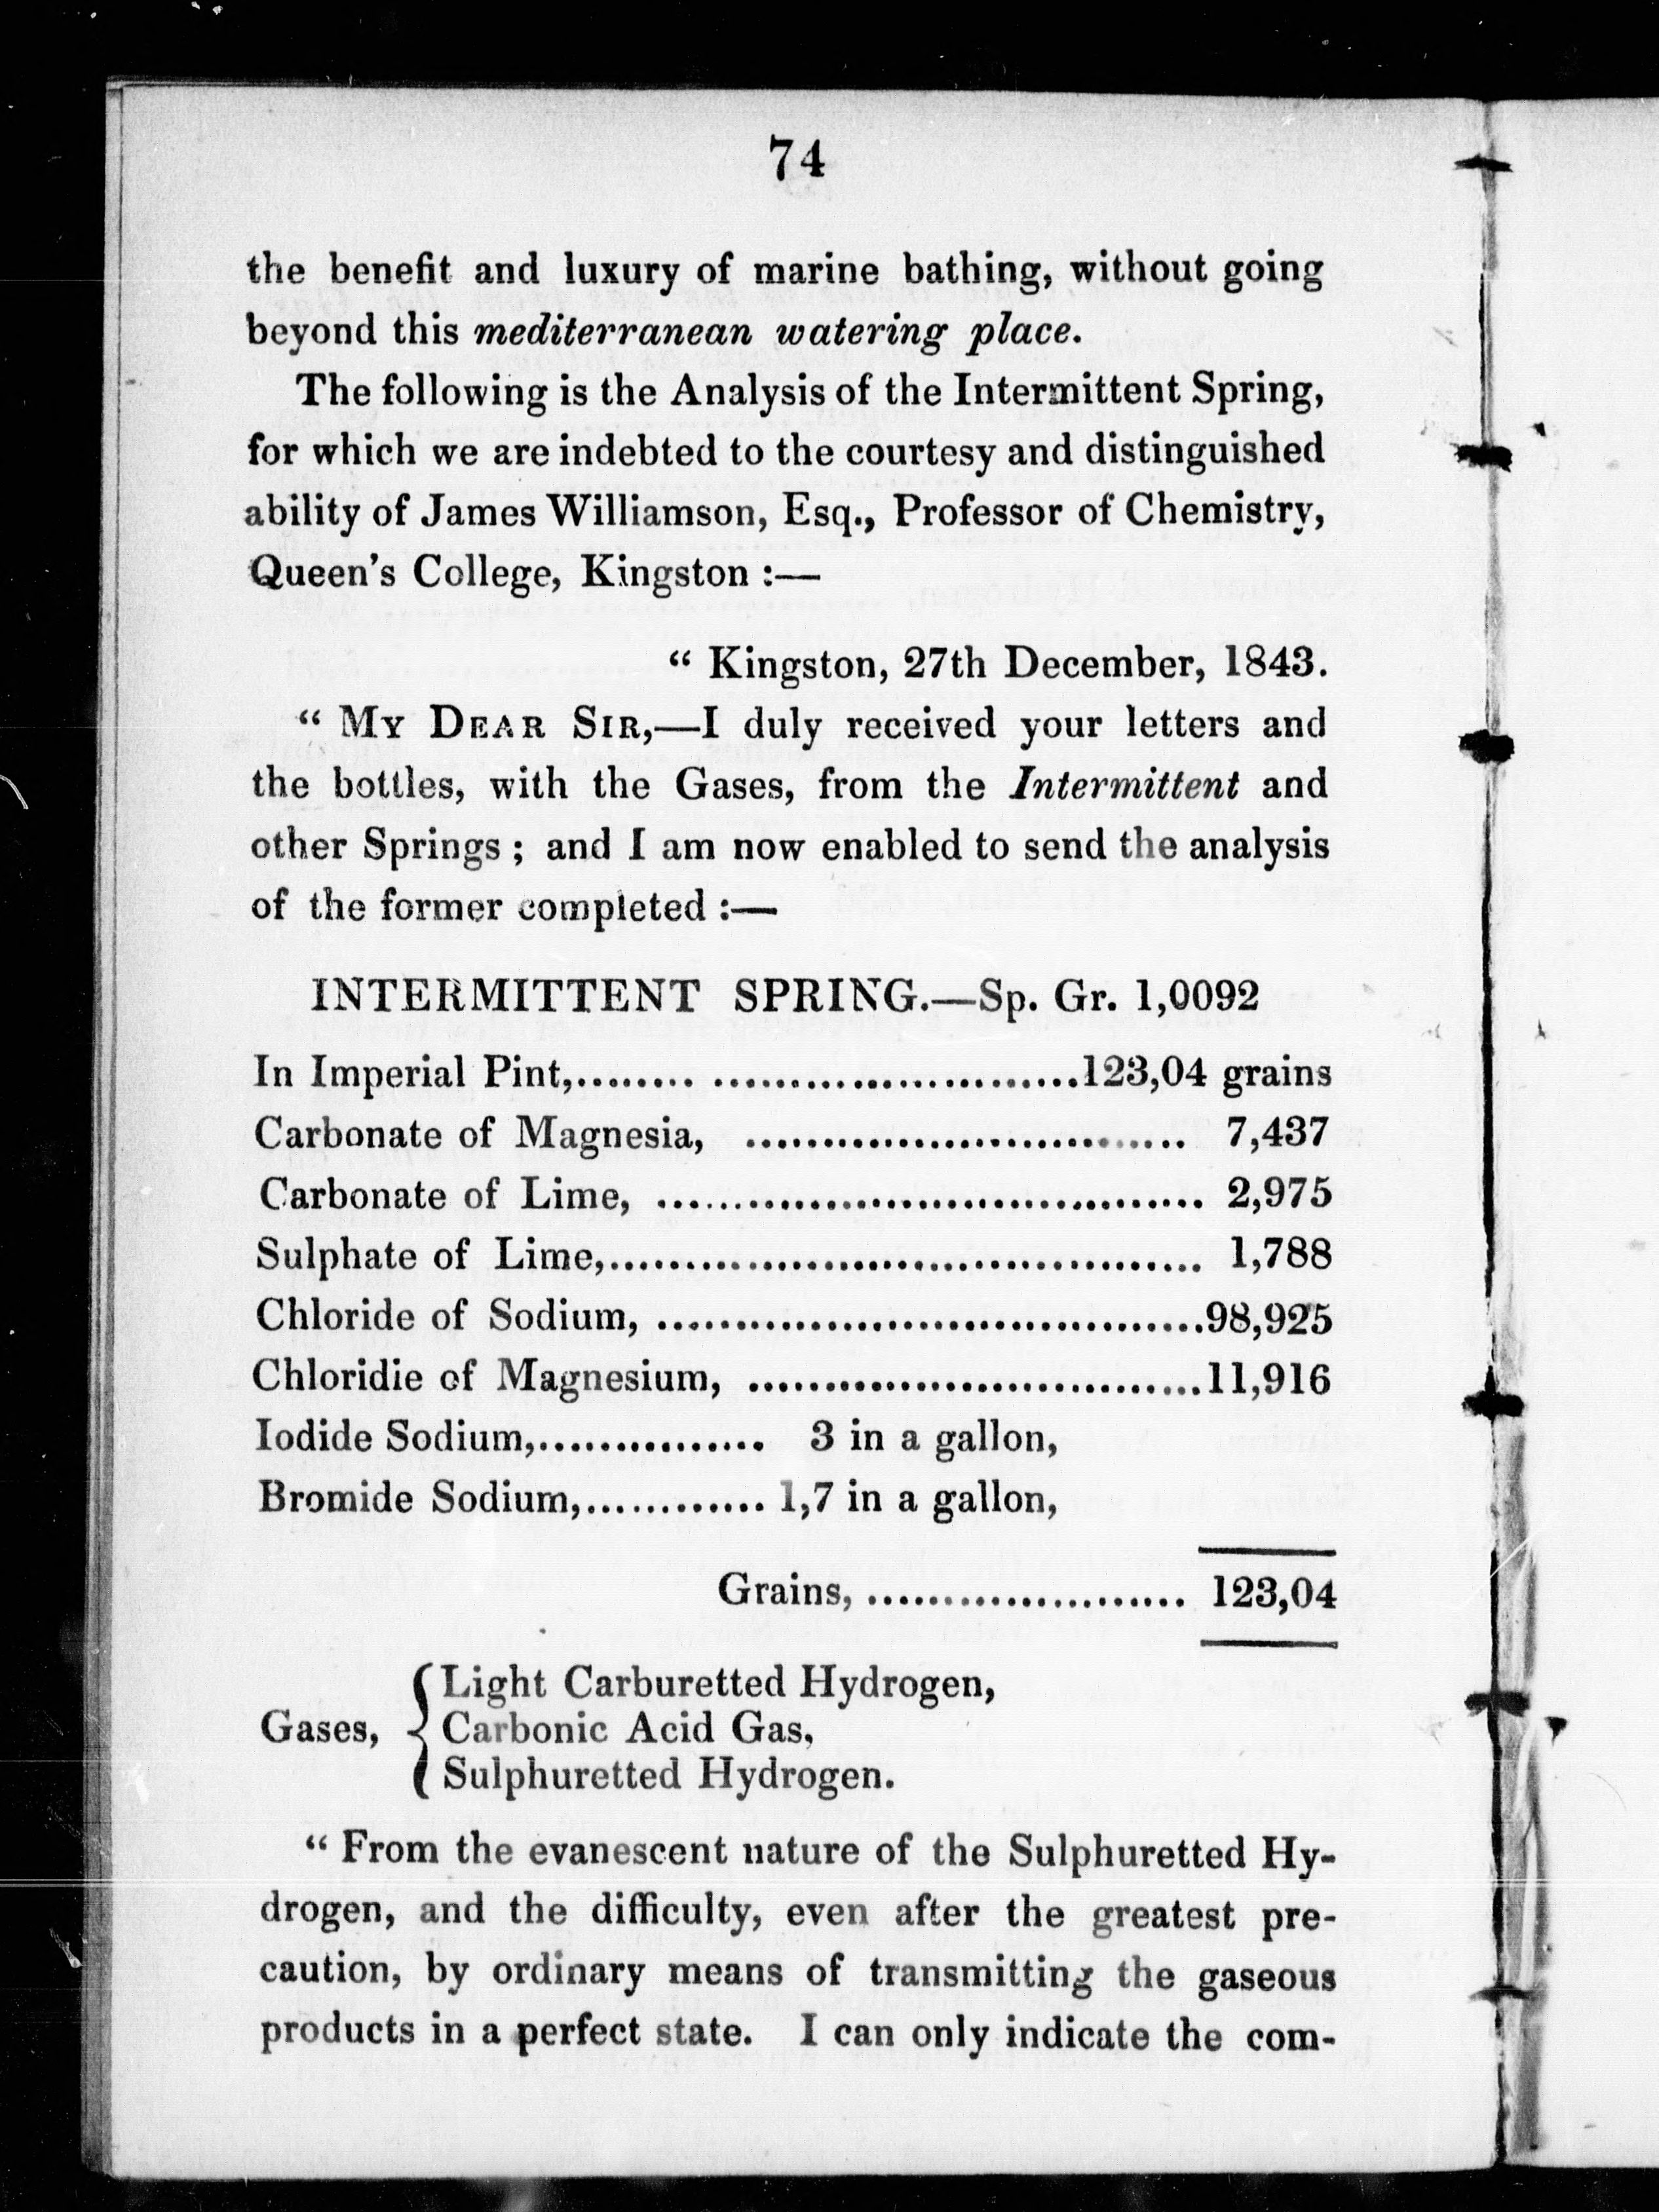 74
the benefit and luxury of marine bathing, without going
beyond this mediterranean watering place.
The following is the Analysis of the Intermittent Spring,
for which we are indebted to the courtesy and distinguished
ability of James Williamson, Esq., Professor of Chemistry,
Queen's College, Kingston :—
“ Kingston, 27th December, 1843.
“ MY DEAR SIR,—I duly received your letters and
the bottles, with the Gases, from the Intermittent and
other Springs ; and I am now enabled to send the analysis
of the former completed :—
INTERMITTENT SPRING.—Sp. Gr. 1,0092
In Imperial Pint,........ ........................123,04 grains
Carbonate of Magnesia, ............................. 7,437
Carbonate of Lime, .................................... 2,975
Sulphate of Lime,....................................... 1,788
Chloride of Sodium, ....................................98,925
Chloridie of Magnesium, ..............................11,916
Iodide Sodium,............... 3 in a gallon,
Bromide Sodium,............ 1,7 in a gallon,
Grains, ..................... 123,04
Light Carburetted Hydrogen,
Gases, { Carbonic Acid Gas,
Sulphuretted Hydrogen.
“ From the evanescent nature of the Sulphuretted Hy-
drogen, and the difficulty, even after the greatest pre-
caution, by ordinary means of transmitting the gaseous
products in a perfect state. I can only indicate the com-